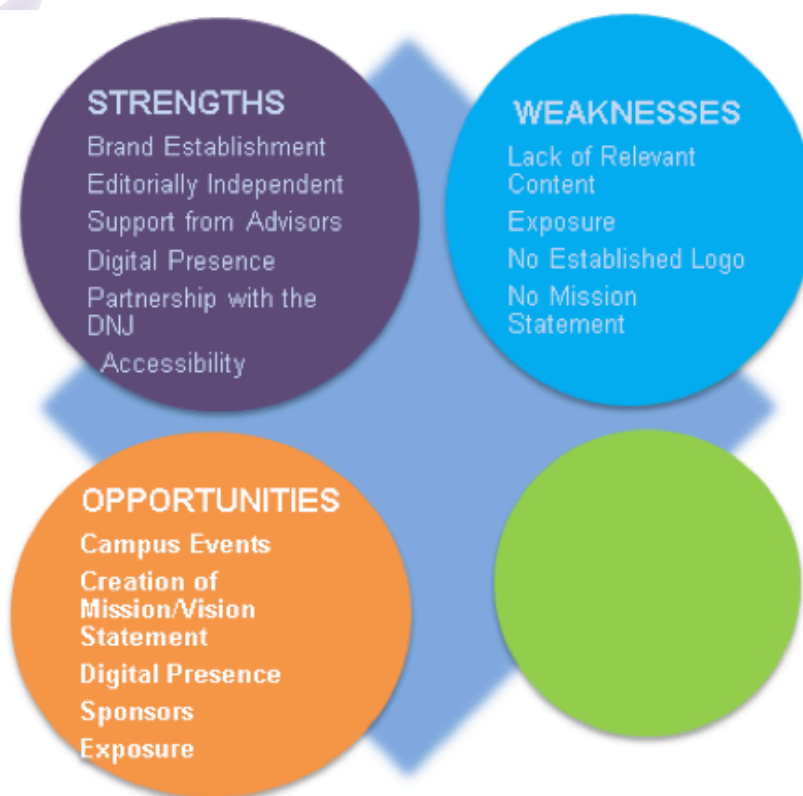 STRENGTHS
Brand Establishment
Editorially Independent
Support from Advisors
Digital Presence
Partnership with the
DNJ
Accessibility
WEAKNESSES
Lack of Relevant
Content
Exposure
No Established Logo
No Mission
Statement
OPPORTUNITIES
Campus Events
Creation of
Mission/Vision
Statement
Digital Presence
Sponsors
Exposure